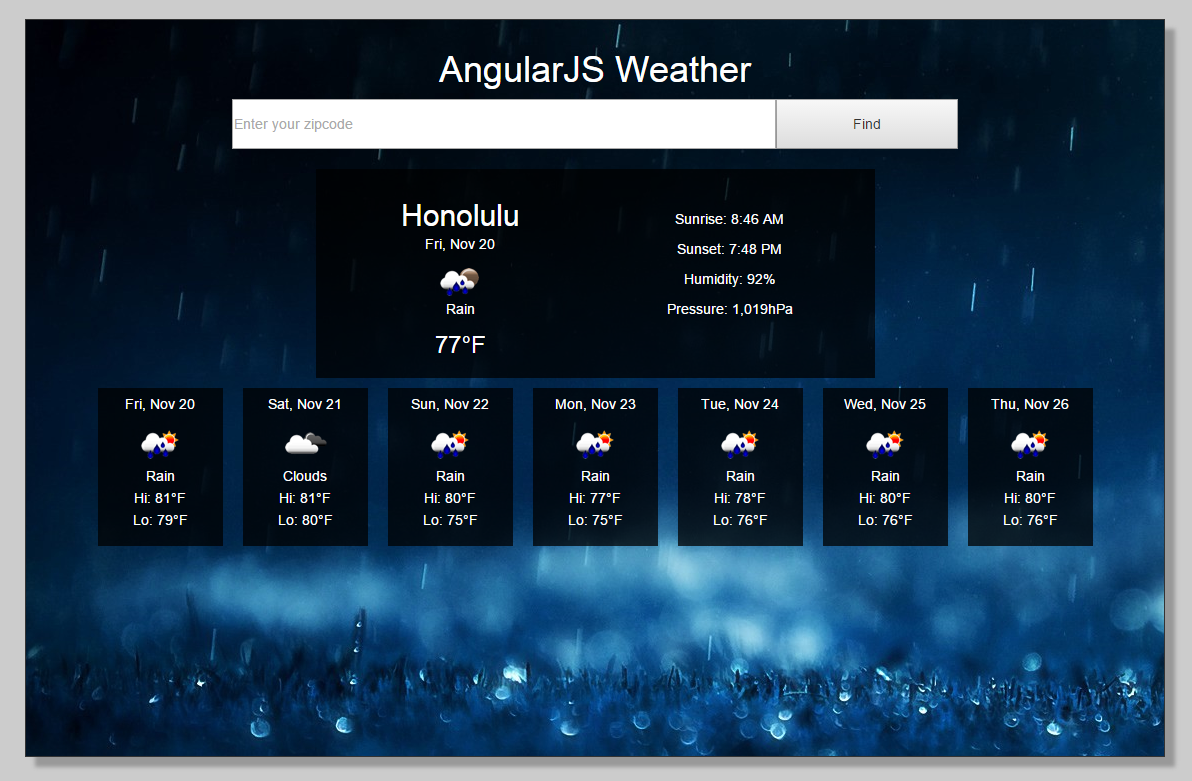 AngularJS Weather
Enter your zipcode
Find
Honolulu
Fri, Nov 20
Rain
77°F
Sunrise: 8:46 AM
Sunset: 7:48 PM
Humidity: 92%
Pressure: 1,019hPa
Fri, Nov 20
Rain
Hi: 81°F
Lo: 79°F
Sat, Nov 21
Clouds
Hi: 81°F
Lo: 80°F
Sun, Nov 22
Rain
Hi: 80°F
Lo: 75°F
Mon, Nov 23
Rain
Hi: 77°F
Lo: 75°F
Tue, Nov 24
Rain
Hi: 78°F
Lo: 76°F
Wed, Nov 25
Rain
Hi: 80°F
Lo: 76°F
Thu, Nov 26
Rain
Hi: 80°F
Lo: 76°F